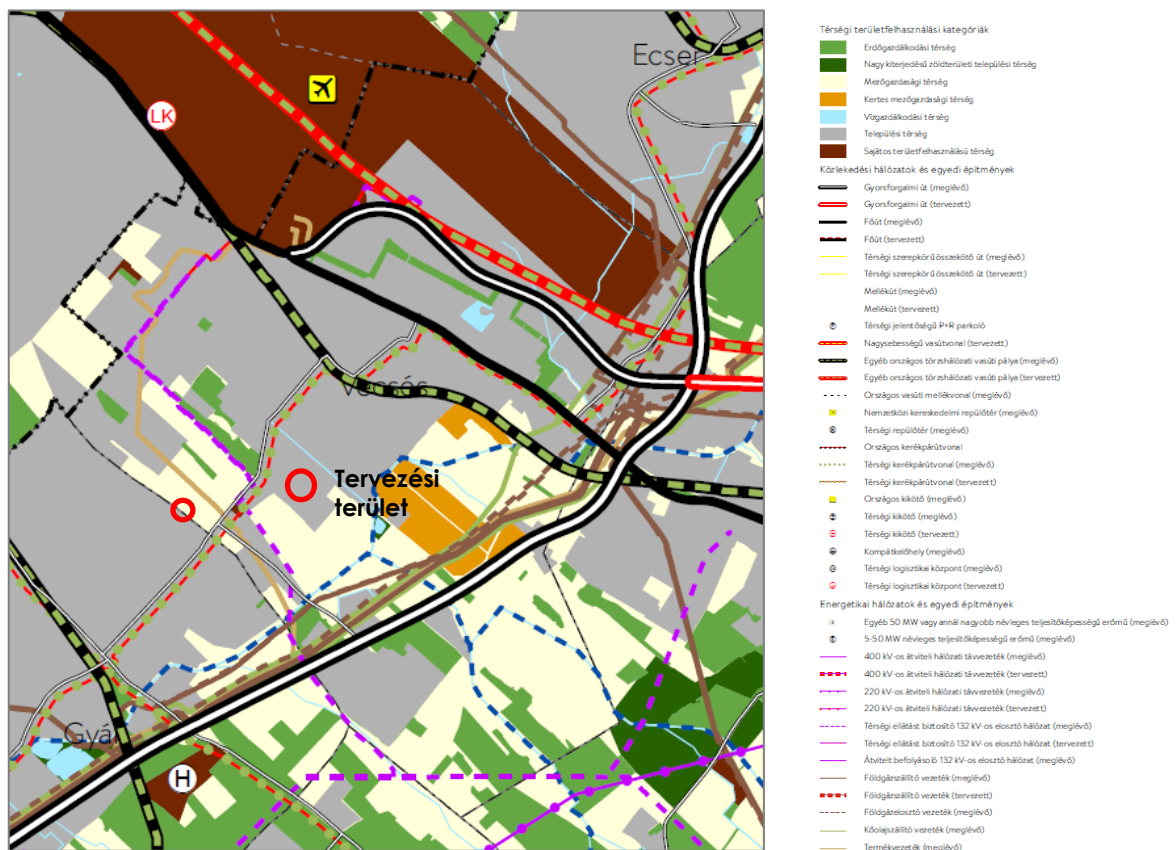 Ecser
LK
Vecsés
Tervezési
terület
Gyál
H
Térségi területfelhasználási kategóriák
Erdőgazdálkodási térség
Nagy kiterjedésű zöldterületi települési térség
Mezőgazdasági térség
Kertes mezőgazdasági térség
Vízgazdálkodási térség
Települési térség
Sajátos területfelhasználású térség
Közlekedési hálózatok és egyedi építmények
Gyorsforgalmi út (meglévő)
Gyorsforgalmi út (tervezett)
Főút (meglévő)
Főút (tervezett)
Térségi szerepkörű összekötő út (meglévő)
Térségi szerepkörű összekötő út (tervezett)
Mellékút (meglévő)
Mellékút (tervezett)
Térségi jelentőségű P+R parkoló
Nagysebességű vasútvonal (tervezett)
Egyéb országos törzshálózati vasúti pálya (meglévő)
Egyéb országos törzshálózati vasúti pálya (tervezett)
Országos vasúti mellékvonal (meglévő)
Nemzetközi kereskedelmi repülőtér (meglévő)
Térségi repülőtér (meglévő)
Országos kerékpárútvonal
Térségi kerékpárútvonal (meglévő)
Térségi kerékpárútvonal (tervezett)
Országos kikötő (meglévő)
Térségi kikötő (meglévő)
Térségi kikötő (tervezett)
Kompátkelőhely (meglévő)
Térségi logisztikai központ (meglévő)
Térségi logisztikai központ (tervezett)
Energetikai hálózatok és egyedi építmények
Egyéb 50 MW vagy annál nagyobb névleges teljesítőképességű erőmű (meglévő)
5-50 MW névleges teljesítőképességű erőmű (meglévő)
400 kV-os átviteli hálózati távvezeték (meglévő)
400 kV-os átviteli hálózati távvezeték (tervezett)
220 kV-os átviteli hálózati távvezeték (meglévő)
220 kV-os átviteli hálózati távvezeték (tervezett)
Térségi ellátást biztosító 132 kV-os elosztó hálózat (meglévő)
Térségi ellátást biztosító 132 kV-os elosztó hálózat (tervezett)
Átvitelt befolyásoló 132 kV-os elosztó hálózat (meglévő)
Földgázszállító vezeték (meglévő)
Földgázszállító vezeték (tervezett)
Földgázelosztó vezeték (meglévő)
Kőolajszállító vezeték (meglévő)
Termékvezeték (meglévő)